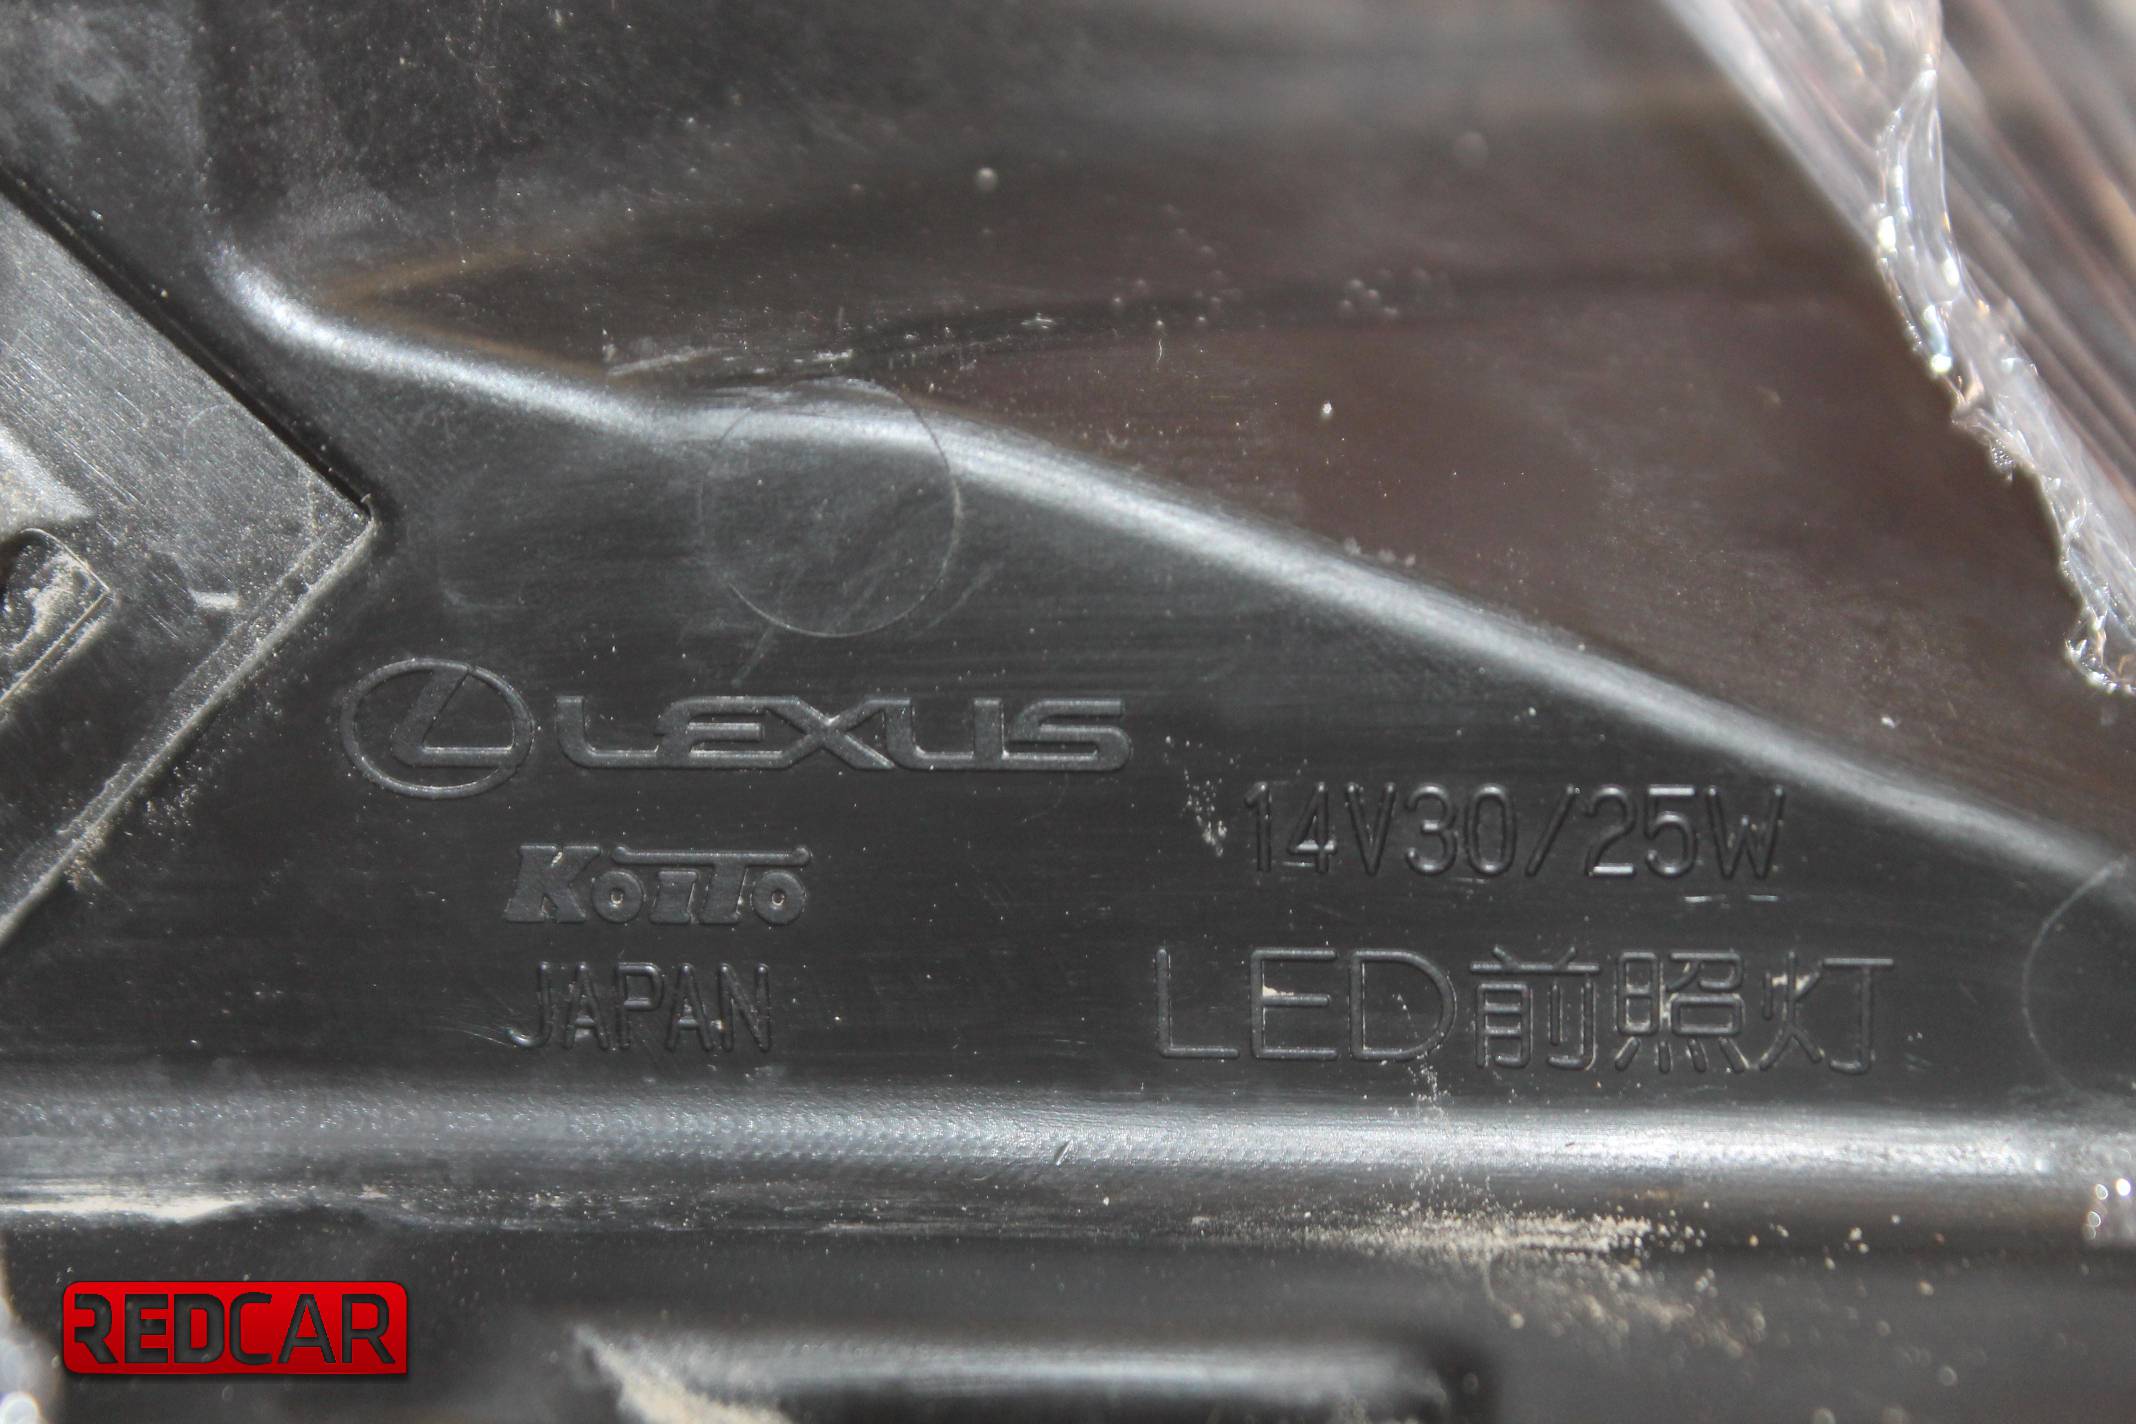 LEXUS
KOITO
JAPAN
14V30/25W
LED前照灯
REDCAR